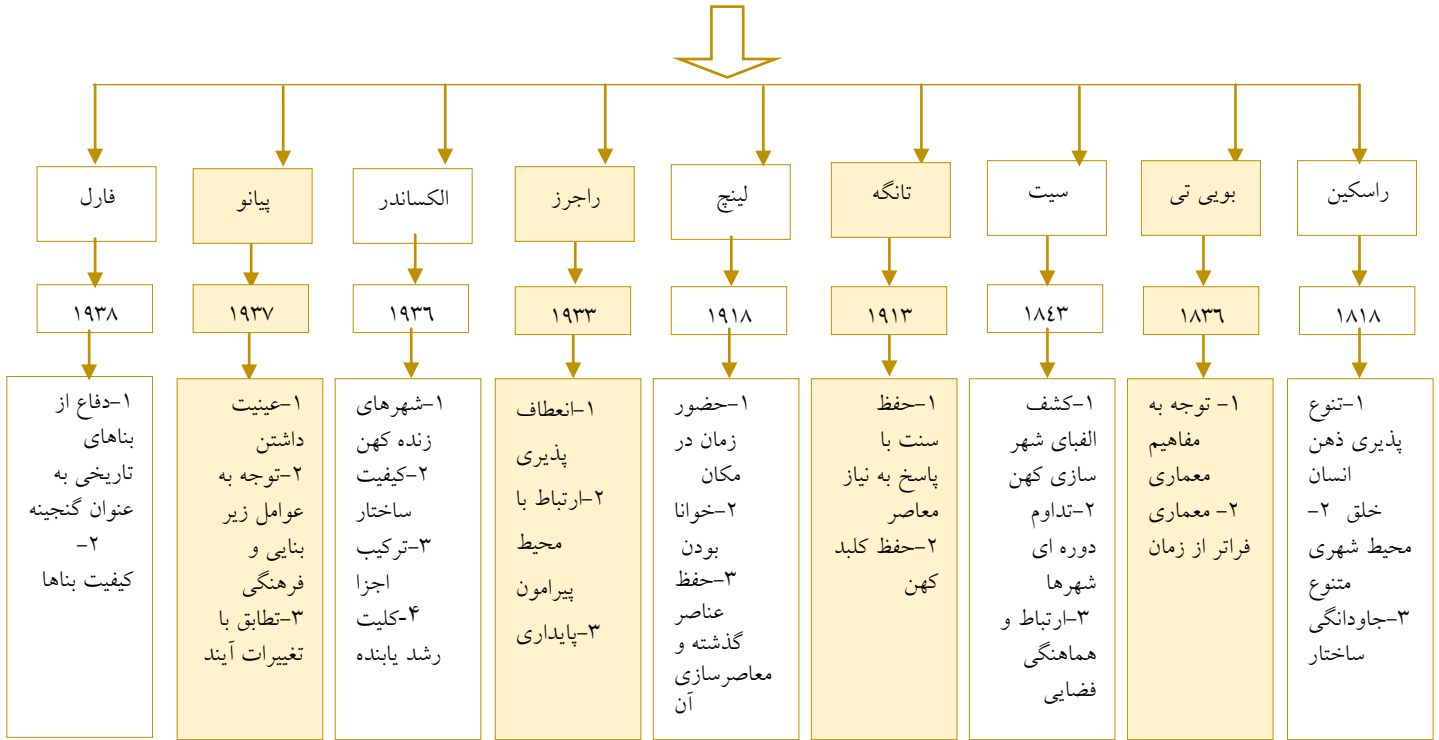 راسکین
بویی تی
سیت
تانگه
لینچ
راجرز
الکساندر
پیانو
فارل
۱۸۱۸
۱۸۳٦
۱۸٤۳
۱۹۱۳
۱۹۱۸
۱۹۳۳
۱۹۳٦
۱۹۳۷
۱۹۳۸
۱-تنوع
پذیری ذهن
انسان
خلق ۲-
محیط شهری
متنوع
۳-جاودانگی
ساختار
۱- توجه به
مفاهیم
معماری
۲- معماری
فراتر از زمان
۱-کشف
الفبای شهر
سازی کهن
۲-تداوم
دوره ای
شهرها
۳-ارتباط و
هماهنگی
فضایی
۱-حفظ
سنت با
پاسخ به نیاز
معاصر
۲-حفظ کلبد
کهن
۱-حضور
زمان در
مکان
۲-خوانا
بودن
۳-حفظ
عناصر
گذشته و
معاصرسازی
آن
۱-انعطاف
پذیری
۲-ارتباط با
محیط
پیرامون
۳-پایداری
۱-شهرهای
زنده کهن
۲-کیفیت
ساختار
۳-ترکیب
اجزا
۴-کلیت
رشد یابنده
۱-عینیت
داشتن
۲-توجه به
عوامل زیر
بنایی و
فرهنگی
۳-تطابق با
تغییرات آیند
۱-دفاع از
بناهای
تاریخی به
عنوان گنجینه
۲-
کیفیت بناها